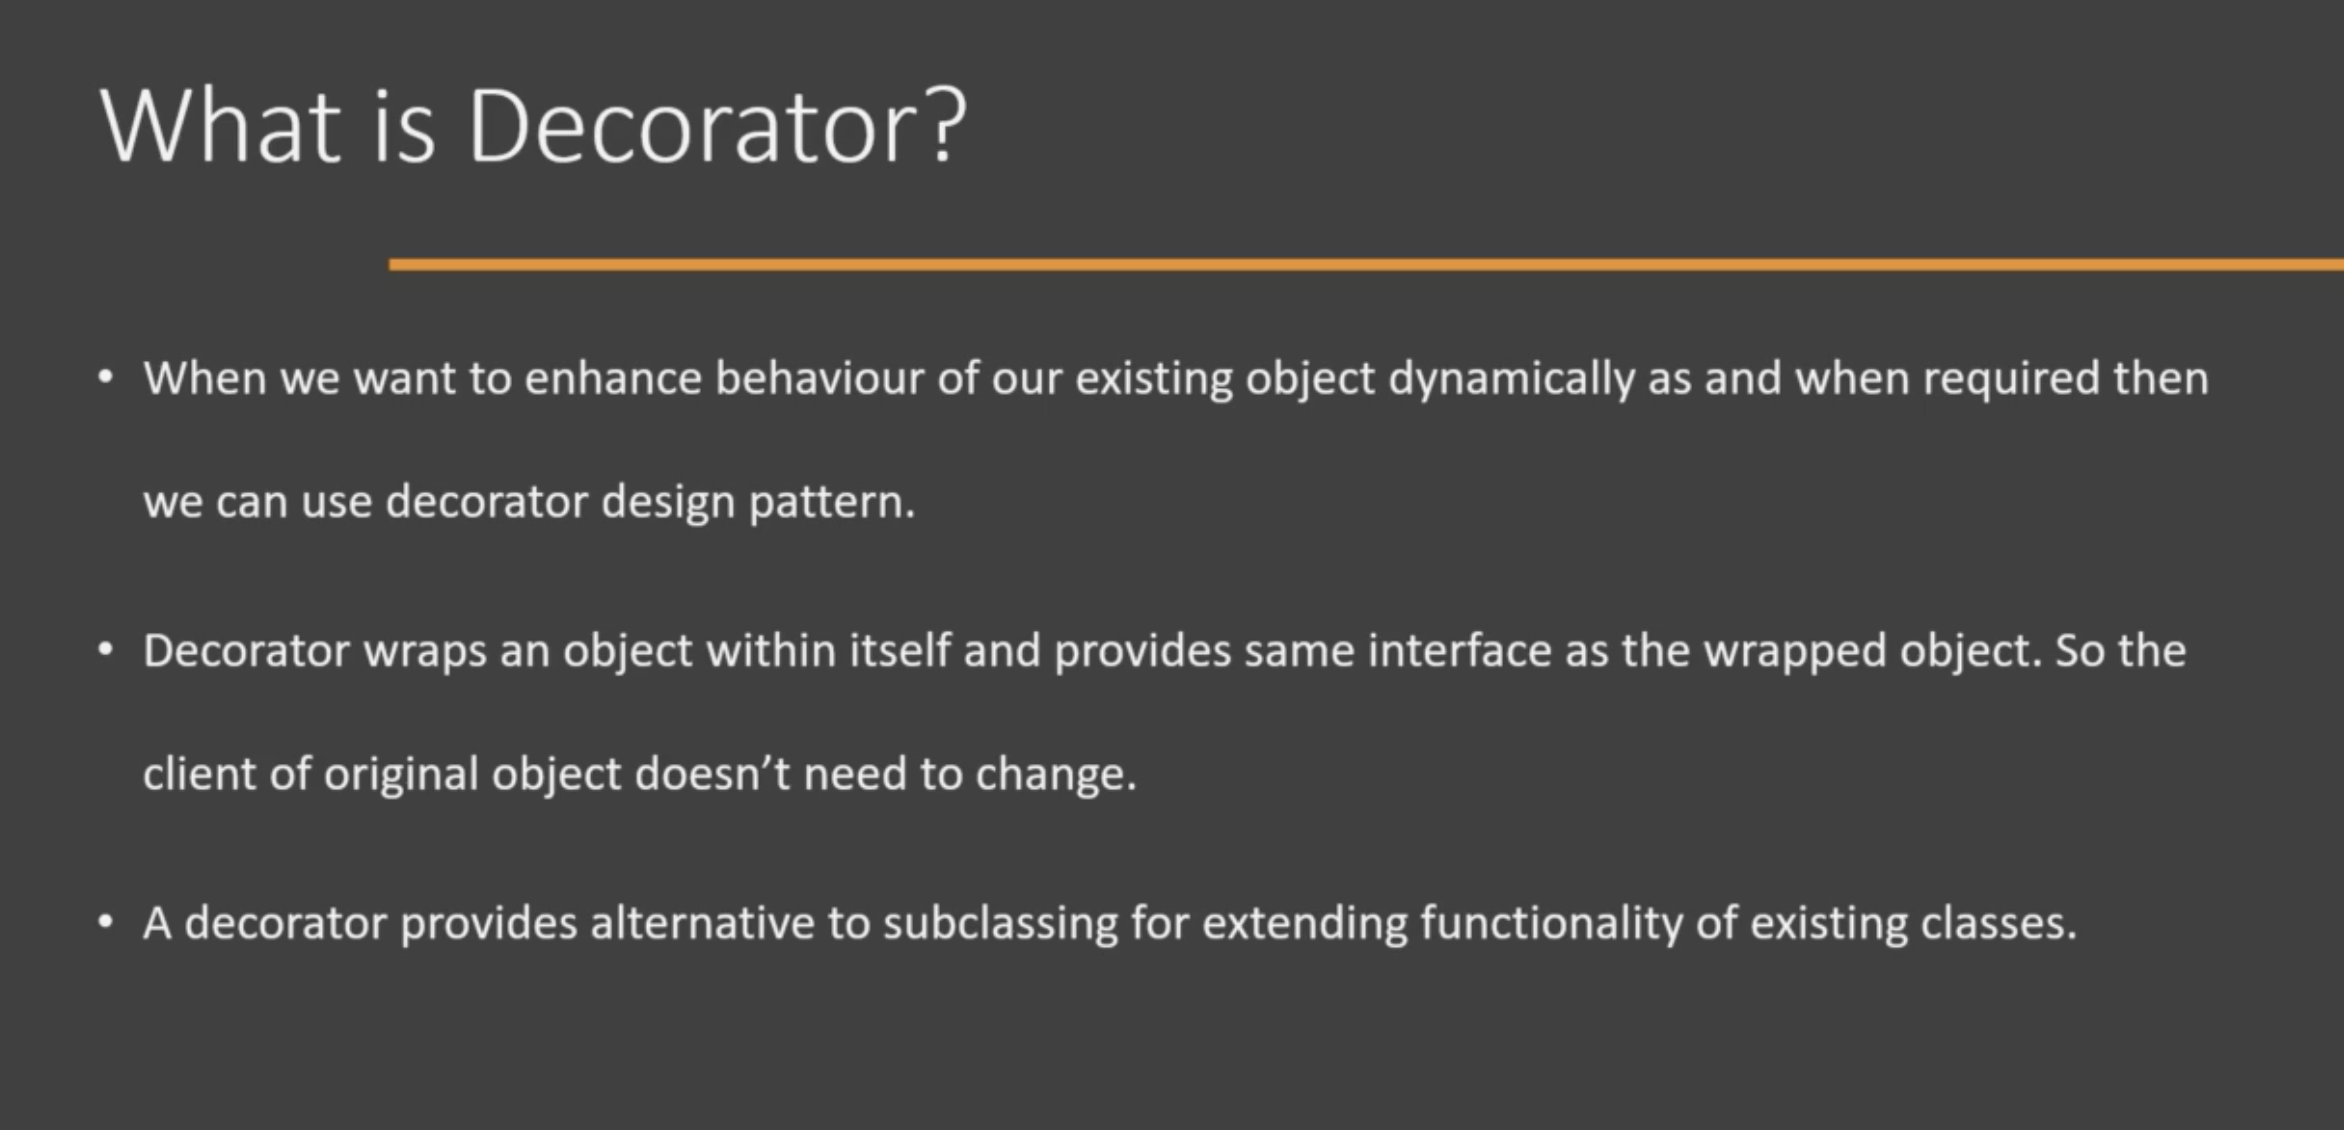 What is Decorator?
• When we want to enhance behaviour of our existing object dynamically as and when required then
we can use decorator design pattern.
• Decorator wraps an object within itself and provides same interface as the wrapped object. So the
client of original object doesn’t need to change.
• A decorator provides alternative to subclassing for extending functionality of existing classes.